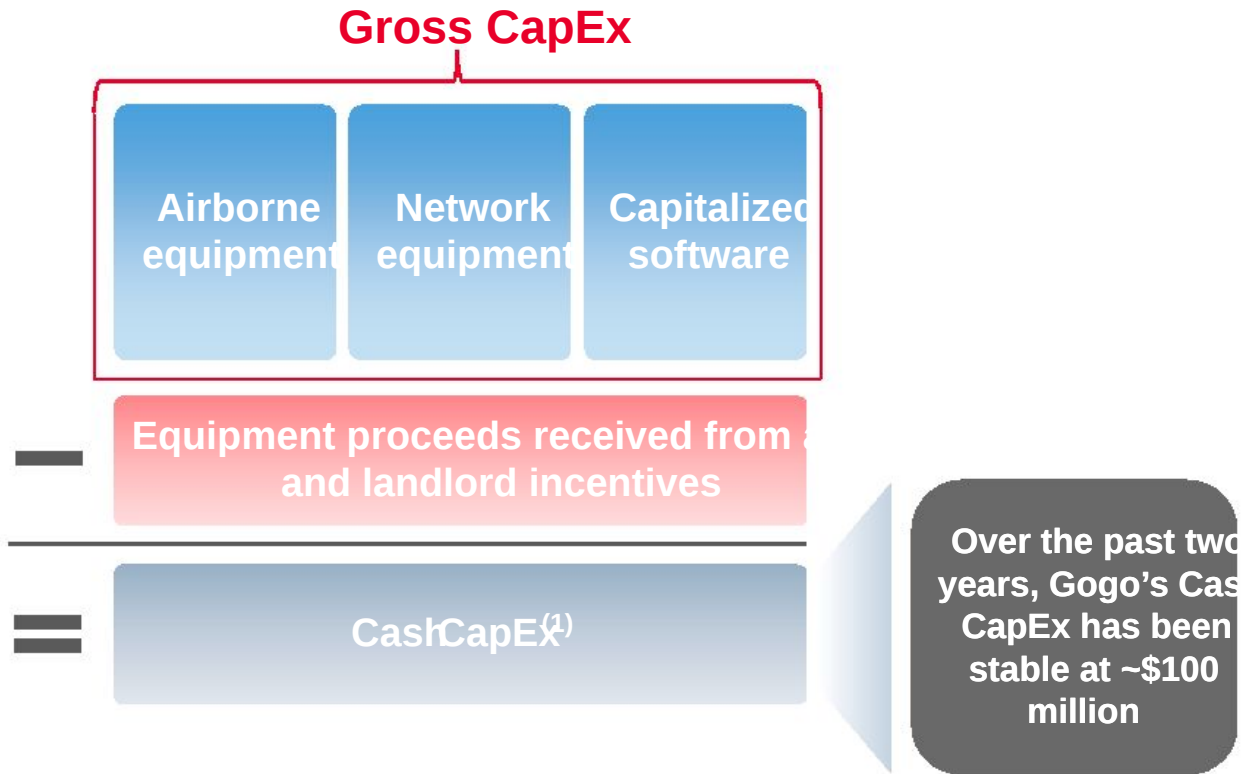 Gross CapEx
Airborne
equipment
Network
equipment
Capitalized
software
Equipment proceeds received from
and landlord incentives
Cash CapEx(1)
Over the past two
years, Gogo’s Cas
CapEx has been
stable at ~$100
million